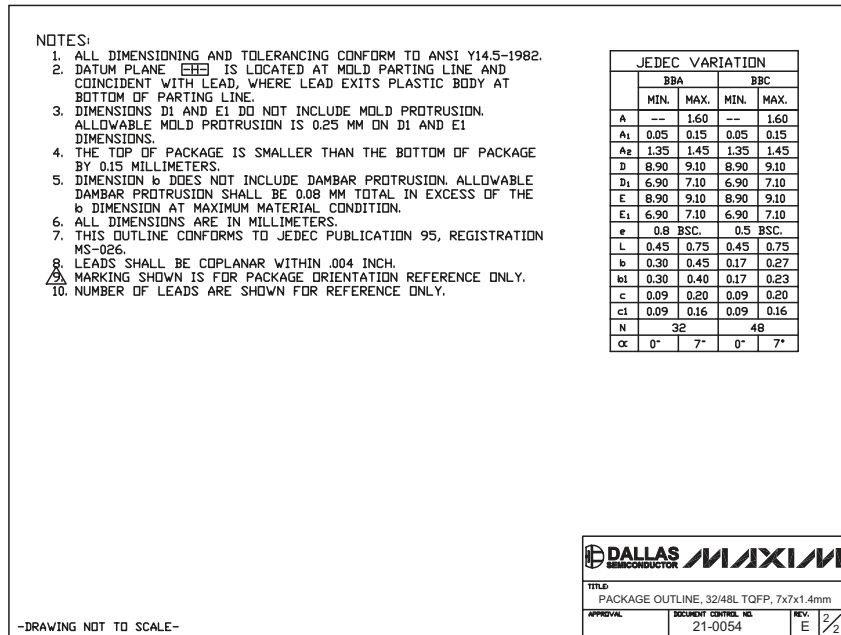 NOTES:
1. ALL DIMENSIONING AND TOLERANCING CONFORM TO ANSI Y14.5-1982.
2. DATUM PLANE -H- IS LOCATED AT MOLD PARTING LINE AND
COINCIDENT WITH LEAD, WHERE LEAD EXITS PLASTIC BODY AT
BOTTOM OF PARTING LINE.
3. DIMENSIONS D1 AND E1 DO NOT INCLUDE MOLD PROTRUSION.
ALLOWABLE MOLD PROTRUSION IS 0.25 MM ON D1 AND E1
DIMENSIONS.
4. THE TOP OF PACKAGE IS SMALLER THAN THE BOTTOM OF PACKAGE
BY 0.15 MILLIMETERS.
5. DIMENSION b DOES NOT INCLUDE DAMBAR PROTRUSION. ALLOWABLE
DAMBAR PROTRUSION SHALL BE 0.08 MM TOTAL IN EXCESS OF THE
b DIMENSION AT MAXIMUM MATERIAL CONDITION.
6. ALL DIMENSIONS ARE IN MILLIMETERS.
7. THIS OUTLINE CONFORMS TO JEDEC PUBLICATION 95, REGISTRATION
MS-026.
8. LEADS SHALL BE COPLANAR WITHIN .004 INCH.
9. MARKING SHOWN IS FOR PACKAGE ORIENTATION REFERENCE ONLY.
10. NUMBER OF LEADS ARE SHOWN FOR REFERENCE ONLY.
JEDEC VARIATION
BBA BBC
MIN. MAX. MIN. MAX.
A -- 1.60 -- 1.60
A1 0.05 0.15 0.05 0.15
A2 1.35 1.45 1.35 1.45
D 8.90 9.10 8.90 9.10
D1 6.90 7.10 6.90 7.10
E 8.90 9.10 8.90 9.10
E1 6.90 7.10 6.90 7.10
e 0.8 BSC. 0.5 BSC.
L 0.45 0.75 0.45 0.75
b 0.30 0.45 0.17 0.27
b1 0.30 0.40 0.17 0.23
c 0.09 0.20 0.09 0.20
c1 0.09 0.16 0.09 0.16
N 32 48
α 0° 7° 0° 7°
DALLAS SEMICONDUCTOR MAXIM
TITLE:
PACKAGE OUTLINE, 32/48L TQFP, 7x7x1.4mm
APPROVAL DOCUMENT CONTROL NO. REV.
21-0054 E 2/2
-DRAWING NOT TO SCALE-